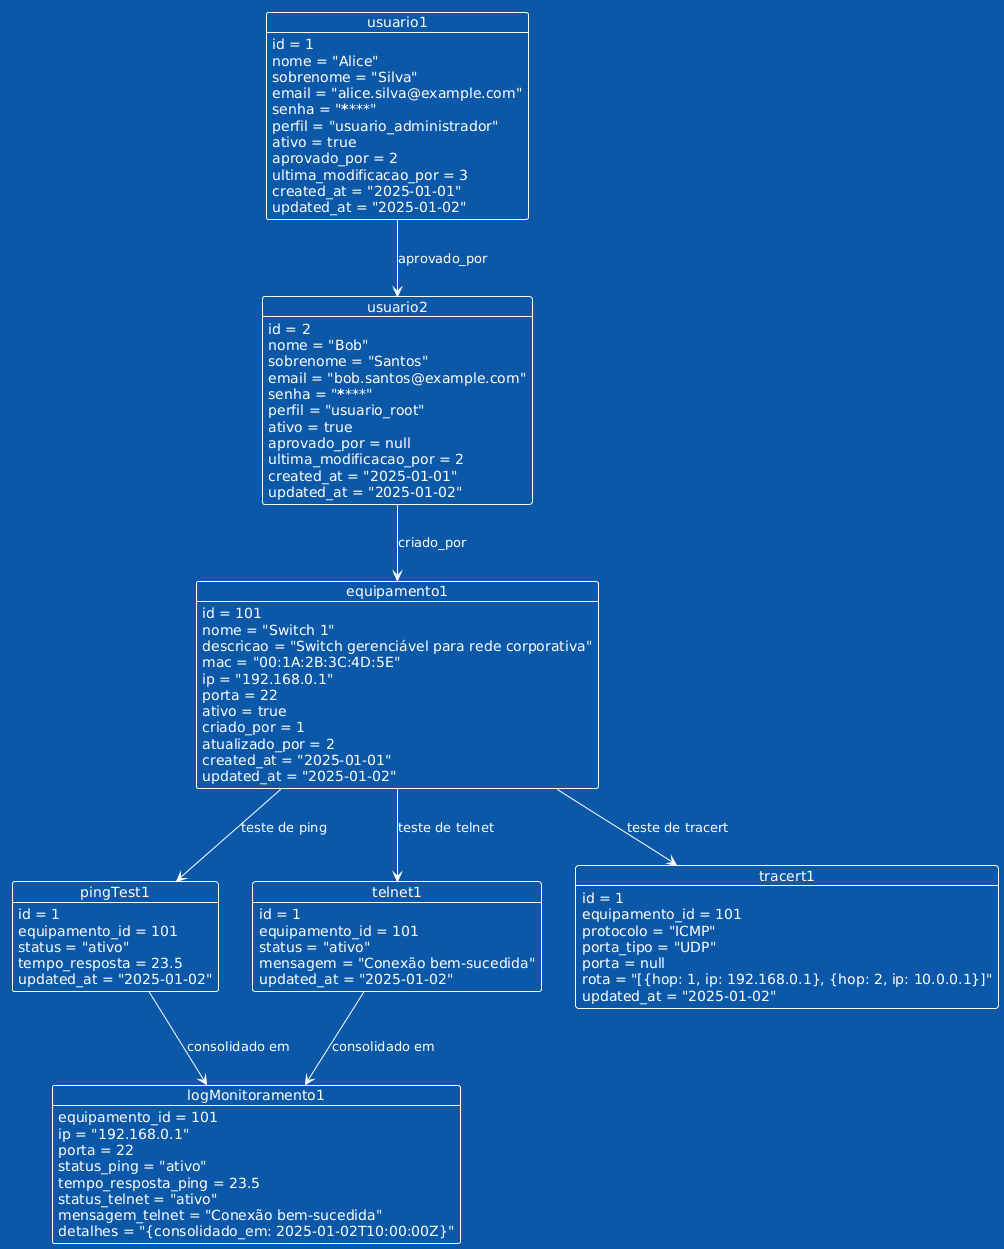 usuario1
id = 1
nome = "Alice"
sobrenome = "Silva"
email = "alice.silva@example.com"
senha = "****"
perfil = "usuario_administrador"
ativo = true
aprovado_por = 2
ultima_modificacao_por = 3
created_at = "2025-01-01"
updated_at = "2025-01-02"
aprovado_por
usuario2
id = 2
nome = "Bob"
sobrenome = "Santos"
email = "bob.santos@example.com"
senha = "****"
perfil = "usuario_root"
ativo = true
aprovado_por = null
ultima_modificacao_por = 2
created_at = "2025-01-01"
updated_at = "2025-01-02"
criado_por
equipamento1
id = 101
nome = "Switch 1"
descricao = "Switch gerenciável para rede corporativa"
mac = "00:1A:2B:3C:4D:5E"
ip = "192.168.0.1"
porta = 22
ativo = true
criado_por = 1
atualizado_por = 2
created_at = "2025-01-01"
updated_at = "2025-01-02"
teste de ping
teste de telnet
teste de tracert
pingTest1
id = 1
equipamento_id = 101
status = "ativo"
tempo_resposta = 23.5
updated_at = "2025-01-02"
telnet1
id = 1
equipamento_id = 101
status = "ativo"
mensagem = "Conexão bem-sucedida"
updated_at = "2025-01-02"
tracert1
id = 1
equipamento_id = 101
protocolo = "ICMP"
porta_tipo = "UDP"
porta = null
rota = "[{hop: 1, ip: 192.168.0.1}, {hop: 2, ip: 10.0.0.1}]"
updated_at = "2025-01-02"
consolidado em
consolidado em
logMonitoramento1
equipamento_id = 101
ip = "192.168.0.1"
porta = 22
status_ping = "ativo"
tempo_resposta_ping = 23.5
status_telnet = "ativo"
mensagem_telnet = "Conexão bem-sucedida"
detalhes = "{consolidado_em: 2025-01-02T10:00:00Z}"